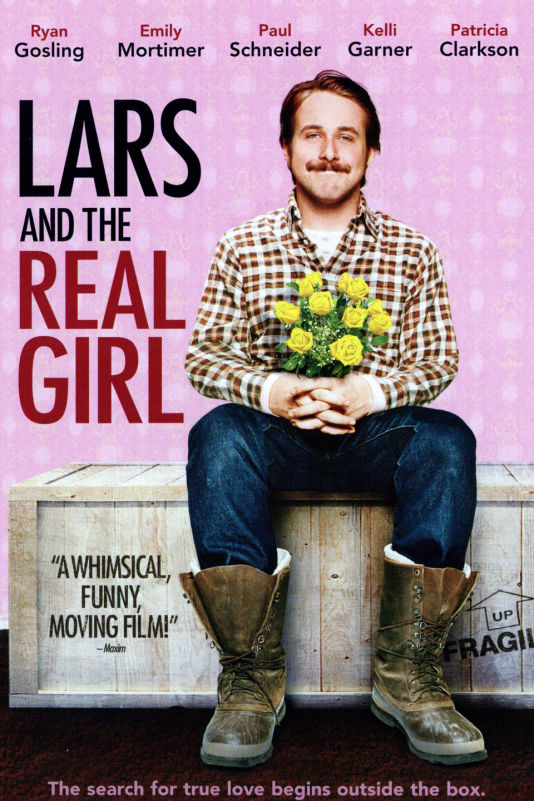 Ryan Emily Paul Kelli Patricia
Gosling Mortimer Schneider Garner Clarkson
LARS
AND THE
REAL
GIRL
“A WHIMSICAL,
FUNNY,
MOVING FILM!”
– Maxim
UP
FRAGIL
The search for true love begins outside the box.